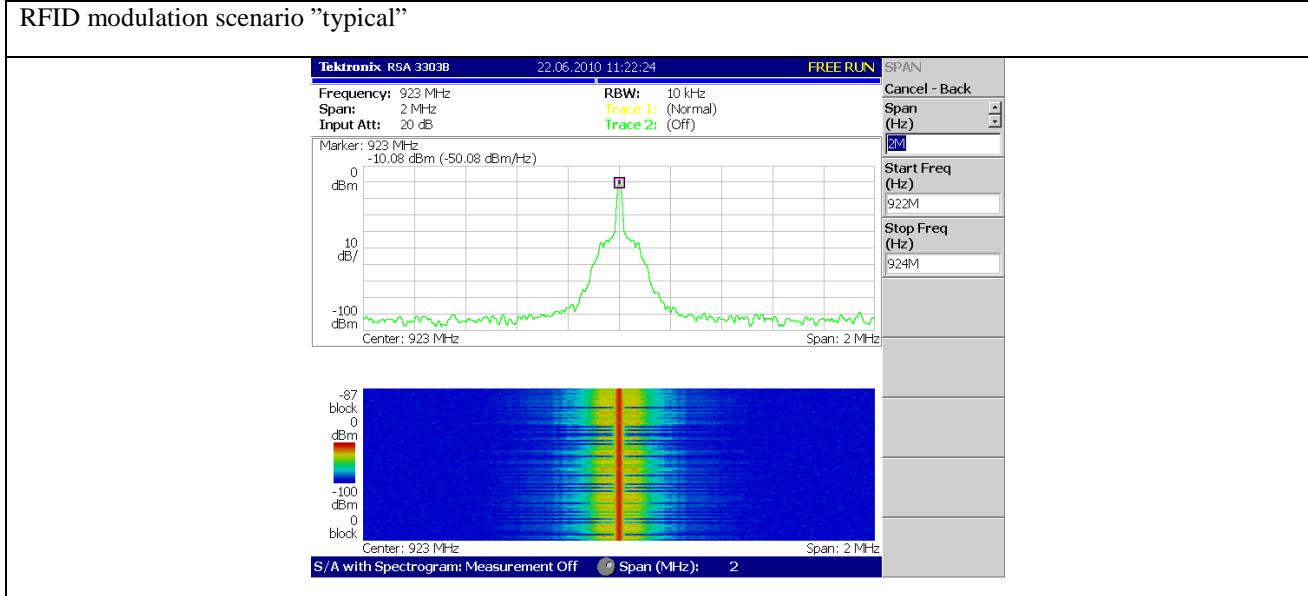 RFID modulation scenario ”typical”
Tektronix RSA 3303B 22.06.2010 11:22:24 FREE RUN
SPAN
Cancel - Back
Frequency: 923 MHz RBW: 10 kHz
Span: 2 MHz Trace 1: (Normal)
Input Att: 20 dB Trace 2: (Off)
Span
(Hz)
2M
Marker: 923 MHz
-10.08 dBm (-50.08 dBm/Hz)
0
dBm
10
dB/
-100
dBm
Center: 923 MHz Span: 2 MHz
Start Freq
(Hz)
922M
Stop Freq
(Hz)
924M
-87
block
0
dBm
-100
dBm
0
block
Center: 923 MHz Span: 2 MHz
S/A with Spectrogram: Measurement Off Span (MHz): 2